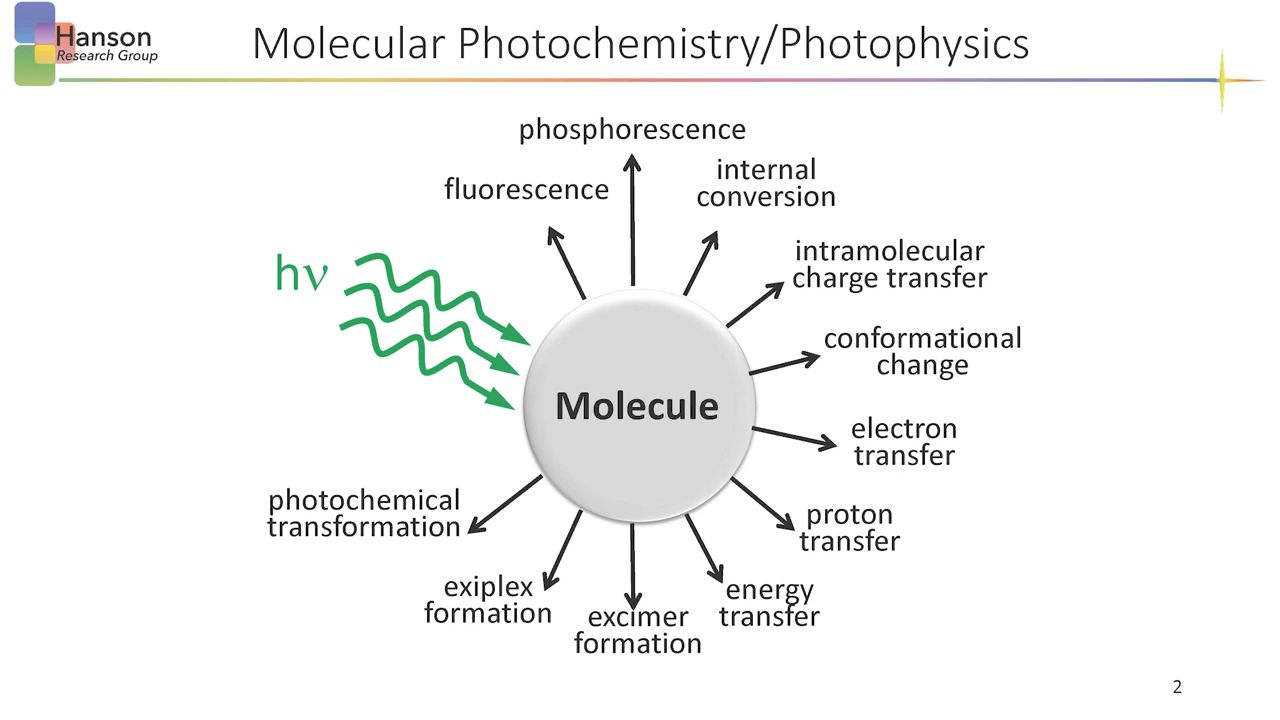 Hanson
Research Group
Molecular Photochemistry/Photophysics
phosphorescence
fluorescence
internal
conversion
intramolecular
charge transfer
hν
conformational
change
Molecule
electron
transfer
photochemical
transformation
proton
transfer
exiplex
formation
excimer
formation
energy
transfer
2